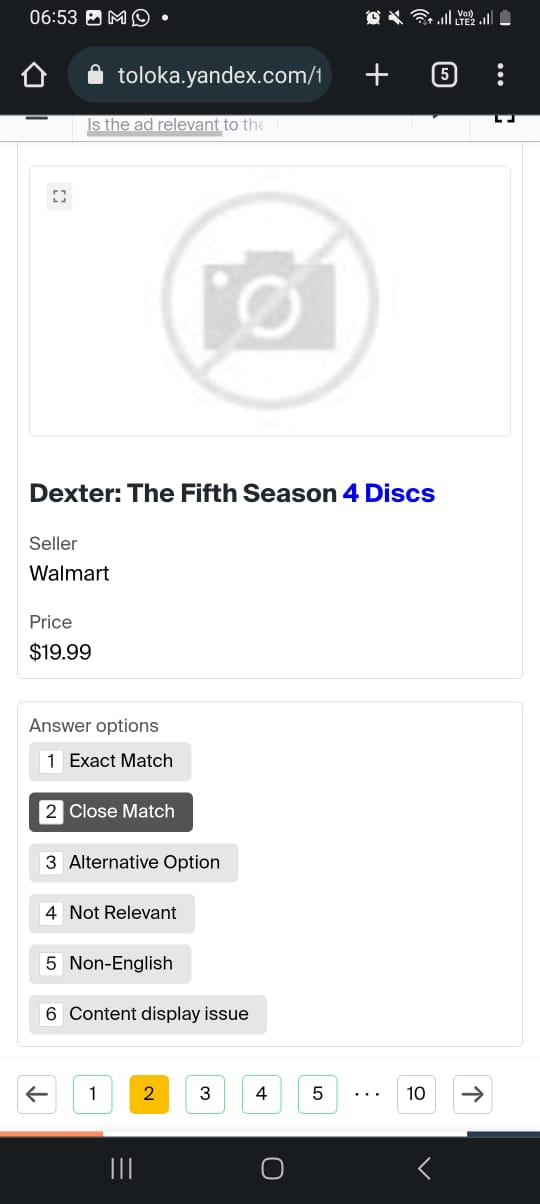 06:53
Vo))
LTE2
toloka.yandex.com/t
5
Is the ad relevant to the
Dexter: The Fifth Season 4 Discs
Seller
Walmart
Price
$19.99
Answer options
1 Exact Match
2 Close Match
3 Alternative Option
4 Not Relevant
5 Non-English
6 Content display issue
1 2 3 4 5 ... 10